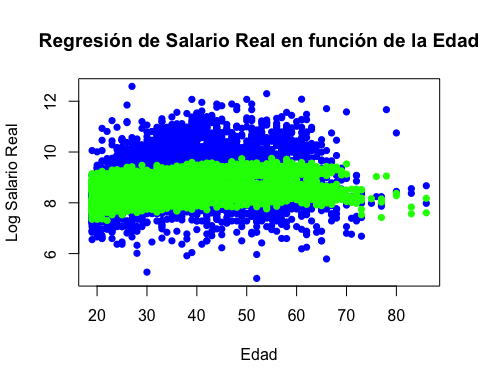 Regresión de Salario Real en función de la Edad
Log Salario Real
12
10
8
6
20 30 40 50 60 70 80
Edad